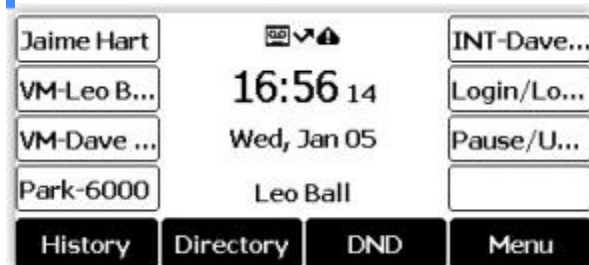 Jaime Hart
INT-Dave...
VM-Leo B...
16:56 14
Login/Lo...
VM-Dave ...
Wed, Jan 05
Pause/U...
Park-6000
Leo Ball
History Directory DND Menu